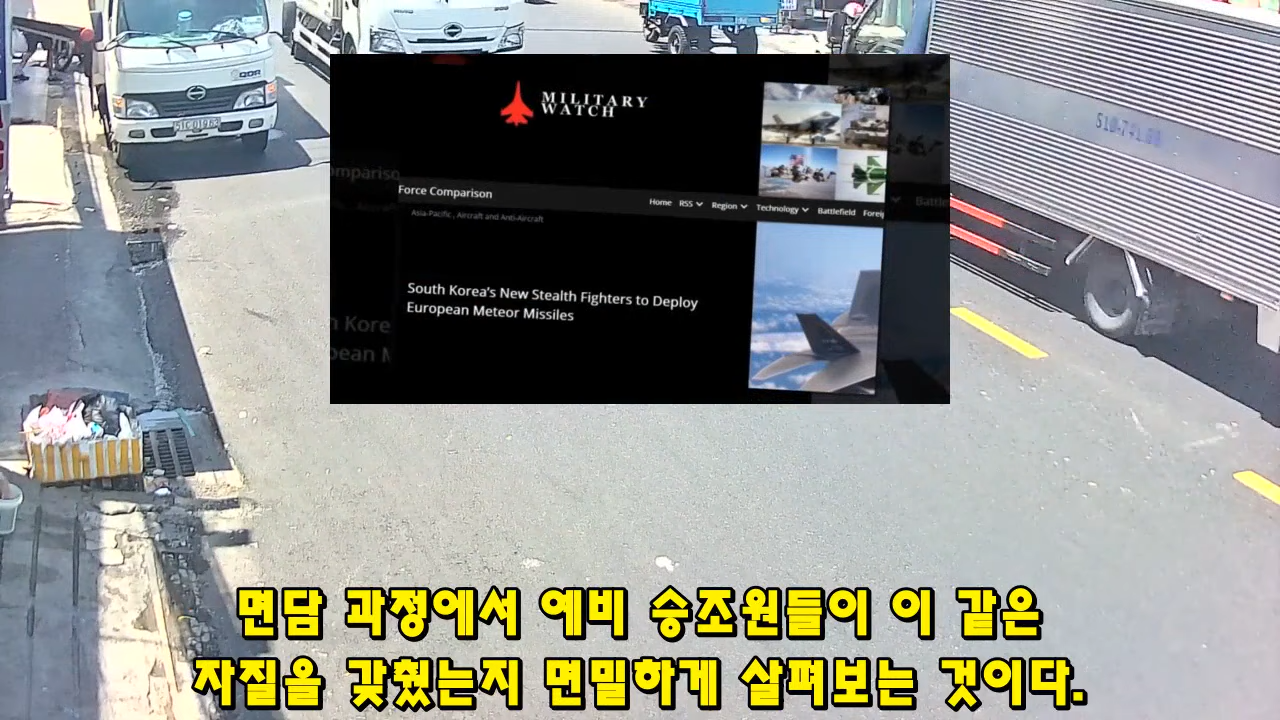 MILITARY
WATCH
Force Comparison
Home RSS Region Technology Battlefield
Asia-Pacific , Aircraft and Anti-Aircraft
South Korea's New Stealth Fighters to Deploy
European Meteor Missiles
면담 과정에서 예비 승조원들이 이 같은
자질을 갖췄는지 면밀하게 살펴보는 것이다.